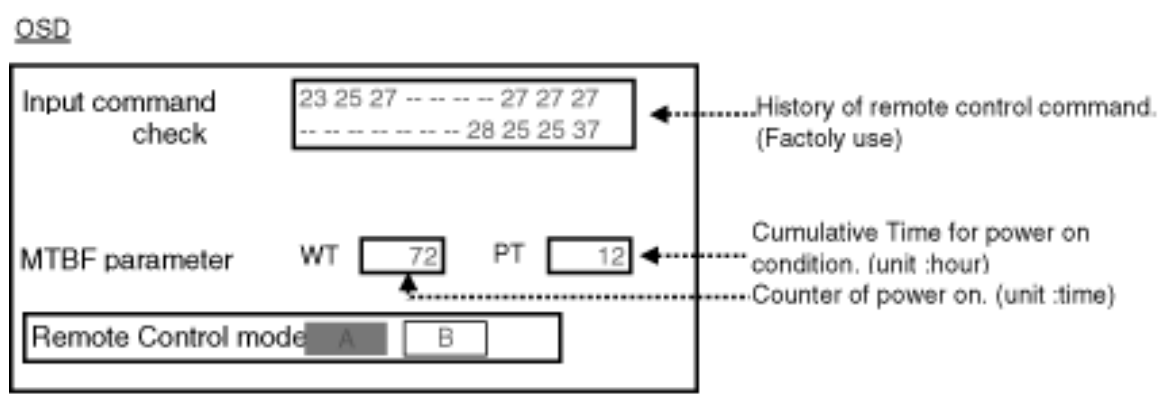 OSD
Input command
check
23 25 27 -- -- -- -- 27 27 27
-- -- -- -- -- -- -- 28 25 25 37
History of remote control command.
(Factoly use)
MTBF parameter WT 72 PT 12
Cumulative Time for power on
condition. (unit :hour)
Counter of power on. (unit :time)
Remote Control mode A B